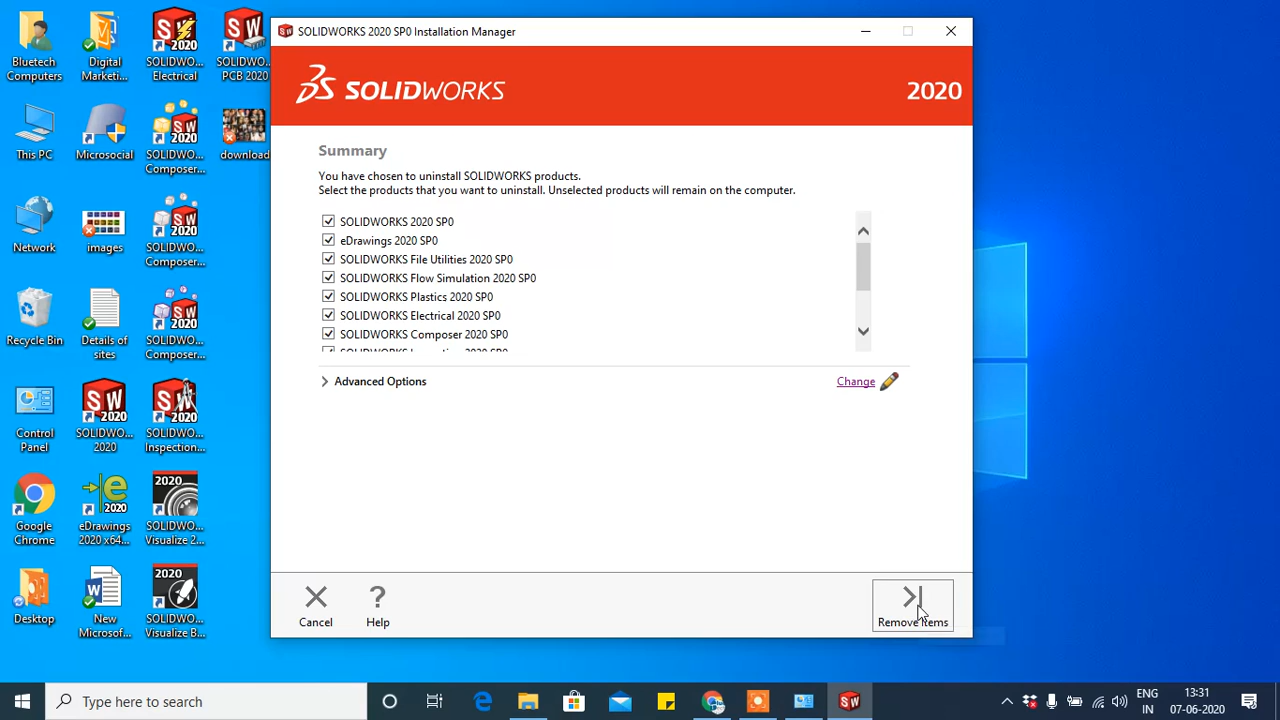 SOLIDWORKS 2020 SP0 Installation Manager
SOLIDWORKS
2020
Summary
You have chosen to uninstall SOLIDWORKS products.
Select the products that you want to uninstall. Unselected products will remain on the computer.
SOLIDWORKS 2020 SP0
eDrawings 2020 SP0
SOLIDWORKS File Utilities 2020 SP0
SOLIDWORKS Flow Simulation 2020 SP0
SOLIDWORKS Plastics 2020 SP0
SOLIDWORKS Electrical 2020 SP0
SOLIDWORKS Composer 2020 SP0
Advanced Options
Change
Cancel
Help
Remove Items
Bluetech
Computers
Digital
Marketi...
SOLIDWO...
Electrical
SOLIDWO...
PCB 2020
This PC
Microsocial
SOLIDWO...
Composer...
download
Network
images
SOLIDWO...
Composer...
Recycle Bin
Details of
sites
SOLIDWO...
Composer...
Control
Panel
SOLIDWO...
2020
SOLIDWO...
Inspection...
Google
Chrome
eDrawings
2020 x64...
SOLIDWO...
Visualize 2...
Desktop
New
Microsof...
SOLIDWO...
Visualize B...
Type here to search
ENG
IN
13:31
07-06-2020